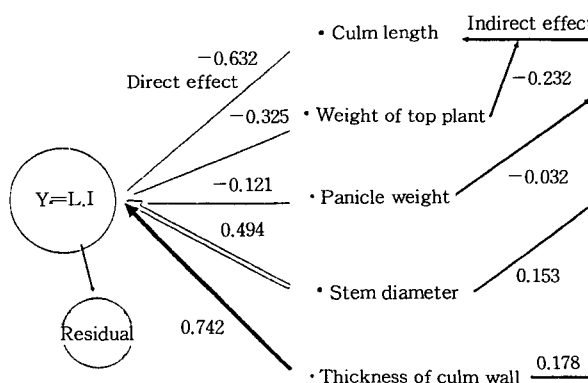 Indirect effect
· Culm length
−0.632
−0.232
Direct effect
−0.325
· Weight of top plant
−0.121
−0.032
Y=L.I
· Panicle weight
0.494
· Stem diameter
0.153
Residual
0.742
0.178
· Thickness of culm wall